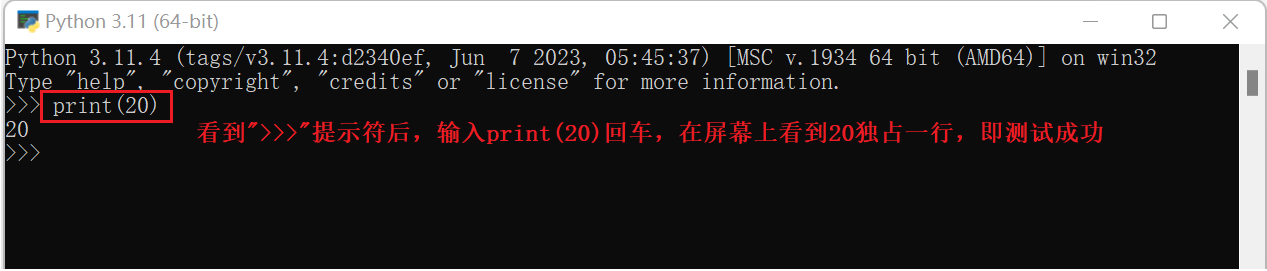 Python 3.11 (64-bit)
Python 3.11.4 (tags/v3.11.4:d2340ef, Jun  7 2023, 05:45:37) [MSC v.1934 64 bit (AMD64)] on win32
Type "help", "copyright", "credits" or "license" for more information.
>>> print(20)
20
看到">>>"提示符后，输入print(20)回车，在屏幕上看到20独占一行，即测试成功
>>>